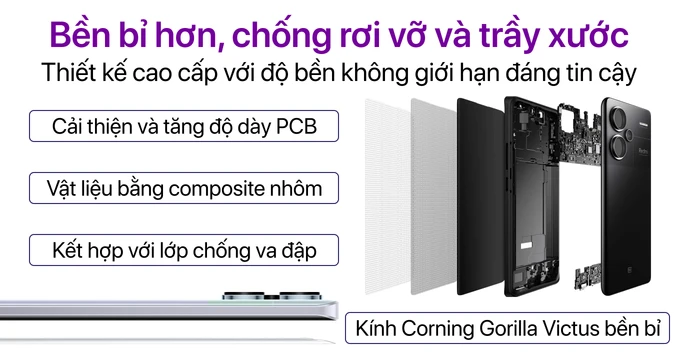 Bền bỉ hơn, chống rơi vỡ và trầy xước
Thiết kế cao cấp với độ bền không giới hạn đáng tin cậy
Cải thiện và tăng độ dày PCB
Vật liệu bằng composite nhôm
Kết hợp với lớp chống va đập
Kính Corning Gorilla Victus bền bỉ